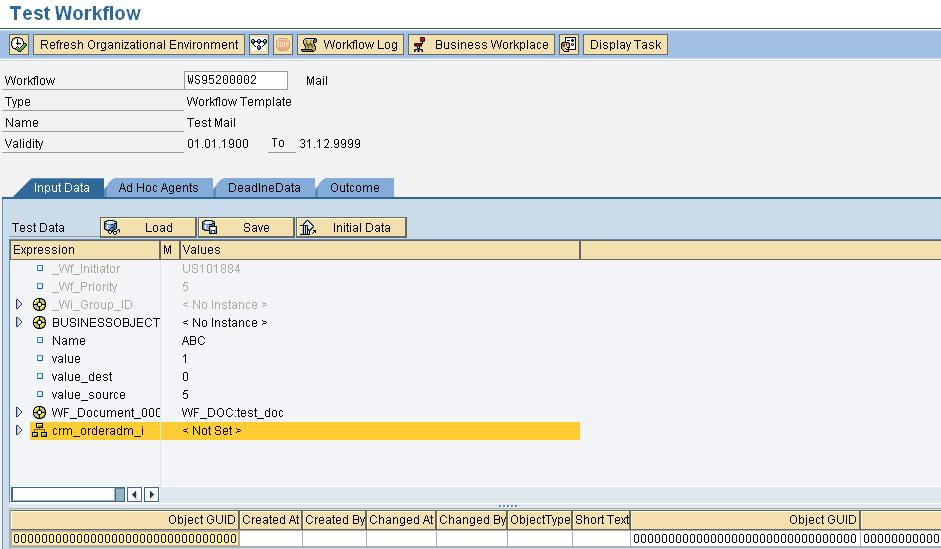 Test Workflow
Refresh Organizational Environment Workflow Log Business Workplace Display Task
Workflow WS95200002 Mail
Type Workflow Template
Name Test Mail
Validity 01.01.1900 To 31.12.9999
Input Data Ad Hoc Agents DeadlneData Outcome
Test Data Load Save Initial Data
Expression M Values
_Wf_Initiator US101884
_Wf_Priority 5
_Wi_Group_ID < No Instance >
BUSINESSOBJECT < No Instance >
Name ABC
value 1
value_dest 0
value_source 5
WF_Document_000 WF_DOC:test_doc
crm_orderadm_i < Not Set >
Object GUID Created At Created By Changed At Changed By ObjectType Short Text Object GUID
00000000000000000000000000000000 00000000000000000000000000000000 00000000000